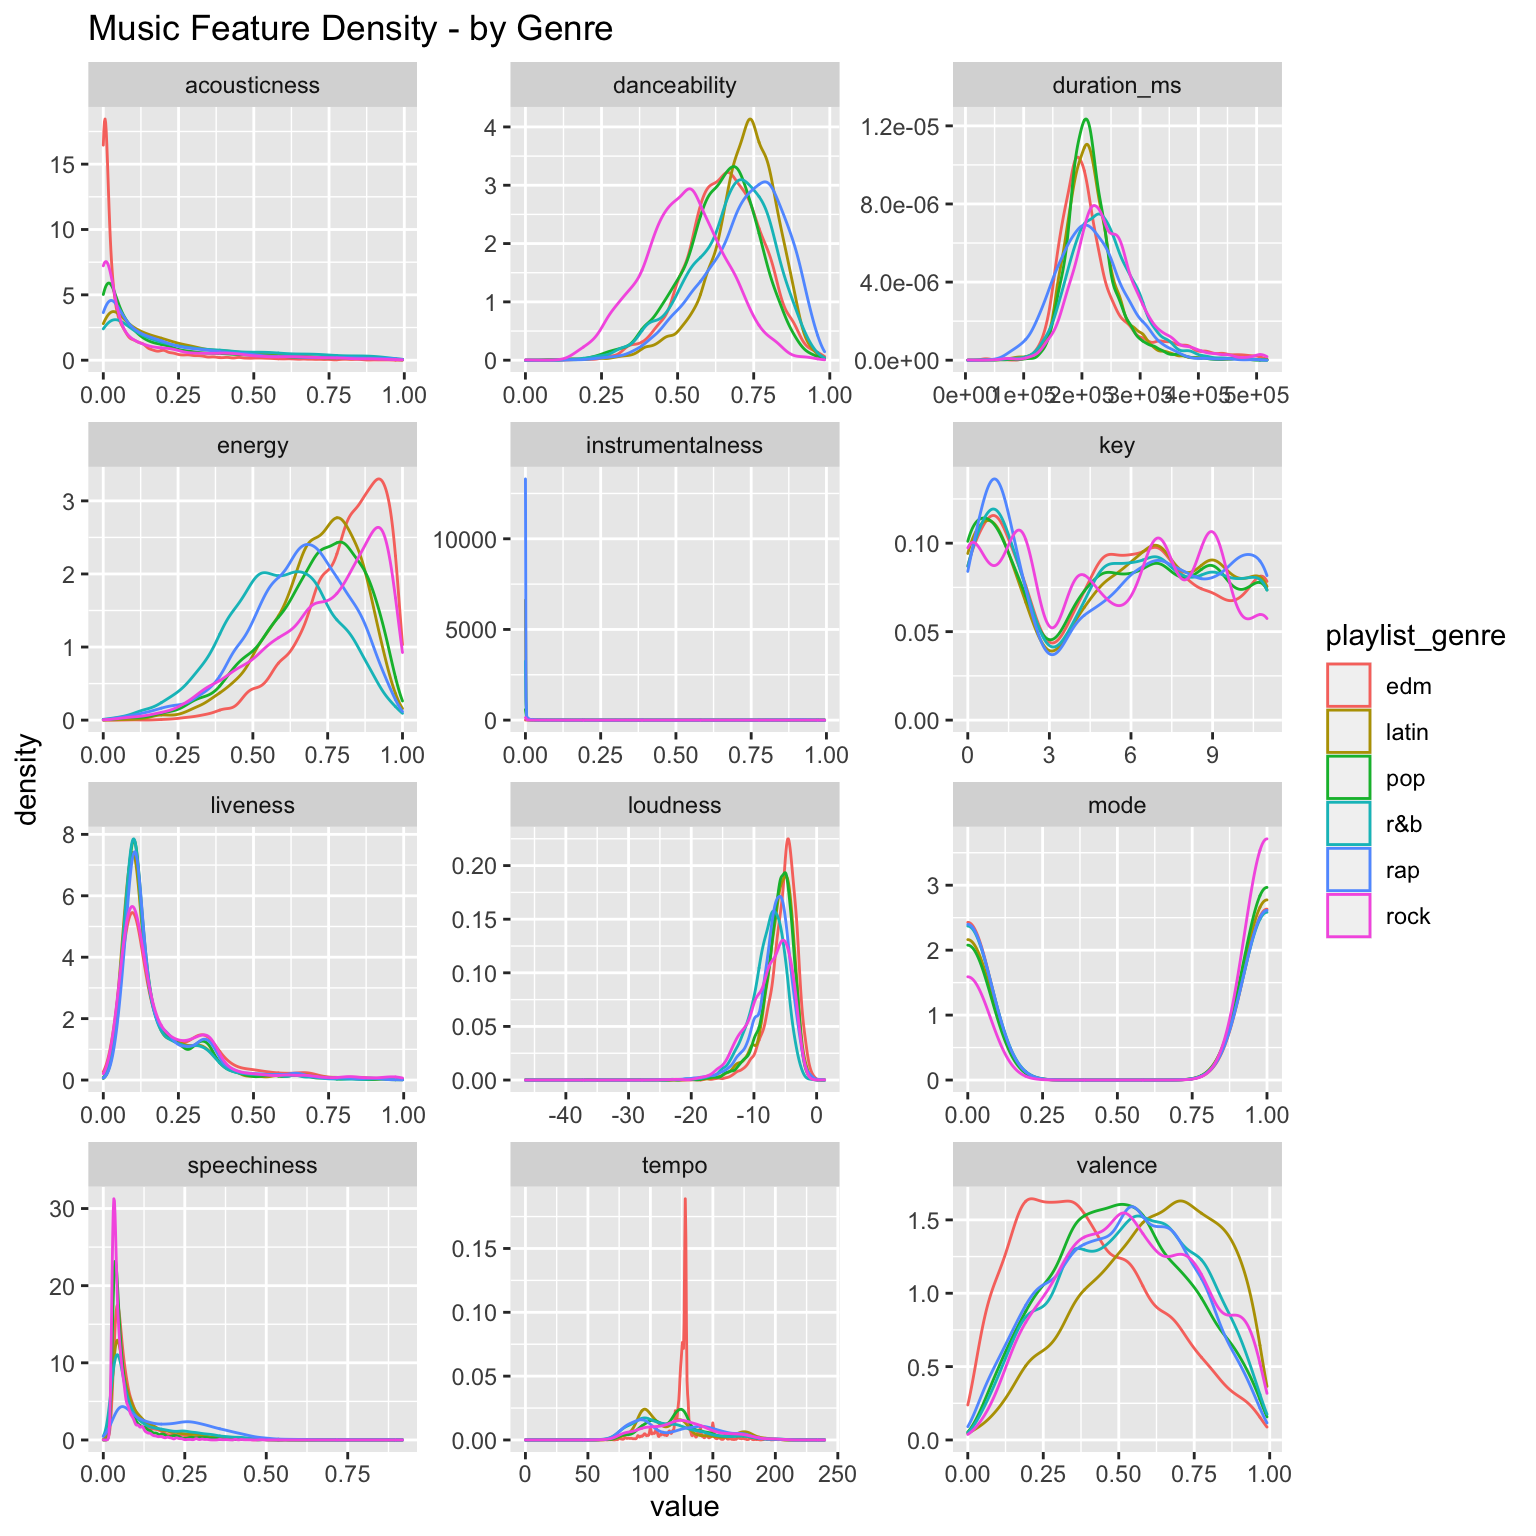 Music Feature Density - by Genre
acousticness
danceability
duration_ms
15
10
5
0
0.00 0.25 0.50 0.75 1.00
4
3
2
1
0
0.00 0.25 0.50 0.75 1.00
1.2e-05
8.0e-06
4.0e-06
0.0e+00
0e+00 1e+05 2e+05 3e+05 4e+05 5e+05
energy
instrumentalness
key
3
2
1
0
0.00 0.25 0.50 0.75 1.00
10000
5000
0
0.00 0.25 0.50 0.75 1.00
0.10
0.05
0.00
0 3 6 9
density
liveness
loudness
mode
8
6
4
2
0
0.00 0.25 0.50 0.75 1.00
0.20
0.15
0.10
0.05
0.00
-40 -30 -20 -10 0
3
2
1
0
0.00 0.25 0.50 0.75 1.00
speechiness
tempo
valence
30
20
10
0
0.00 0.25 0.50 0.75
0.15
0.10
0.05
0.00
0 50 100 150 200 250
1.5
1.0
0.5
0.0
0.00 0.25 0.50 0.75 1.00
value
playlist_genre
edm
latin
pop
r&b
rap
rock